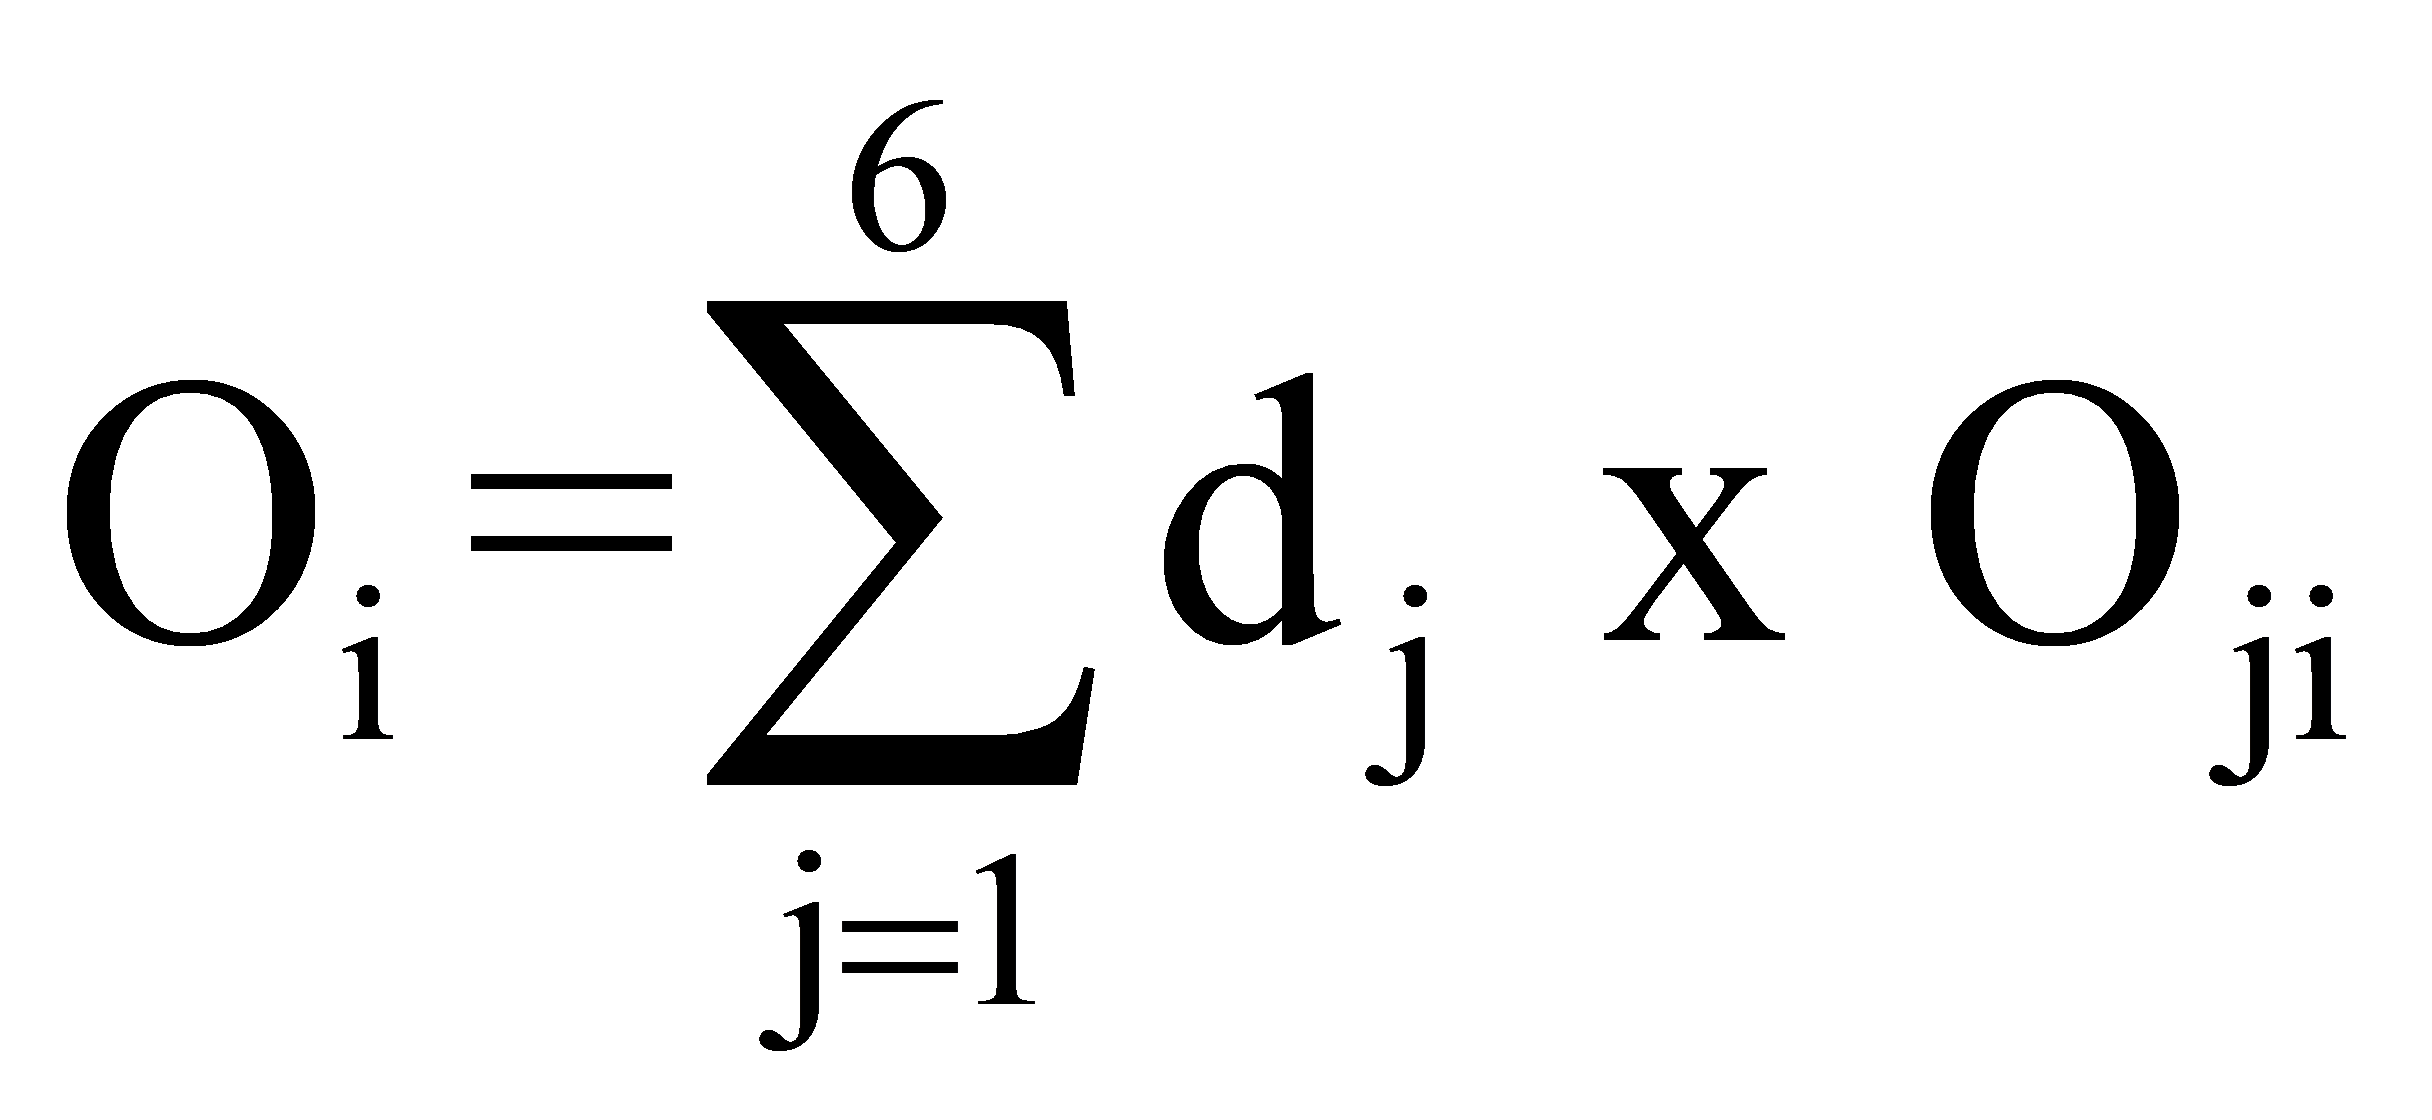 6
O_i = ∑ d_j x O_ji
j=1